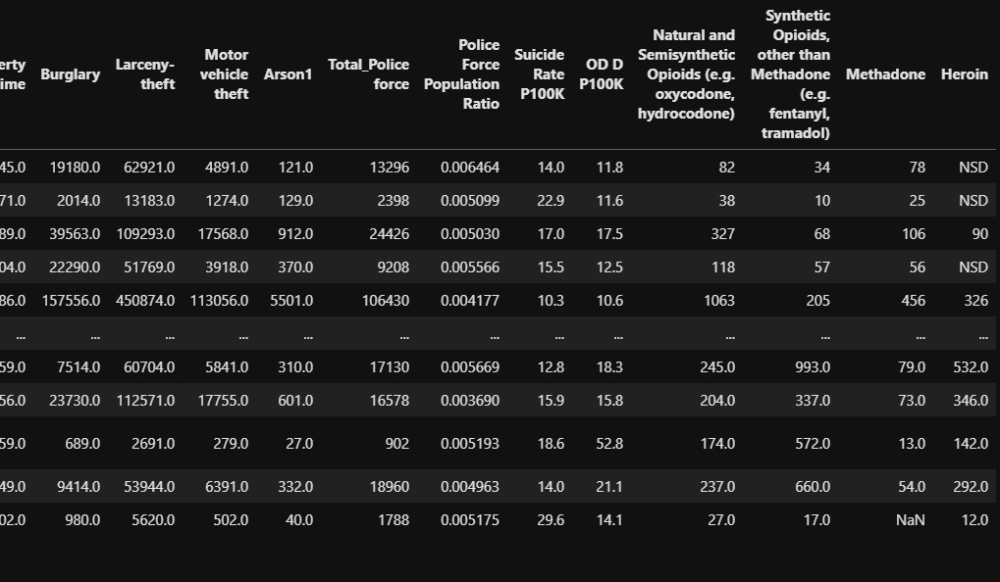 erty ime Burglary Larceny-theft Motor vehicle theft Arson1 Total_Police force Police Force Population Ratio Suicide Rate P100K OD D P100K Natural and Semisynthetic Opioids (e.g. oxycodone, hydrocodone) Synthetic Opioids, other than Methadone (e.g. fentanyl, tramadol) Methadone Heroin
45.0 19180.0 62921.0 4891.0 121.0 13296 0.006464 14.0 11.8 82 34 78 NSD
71.0 2014.0 13183.0 1274.0 129.0 2398 0.005099 22.9 11.6 38 10 25 NSD
89.0 39563.0 109293.0 17568.0 912.0 24426 0.005030 17.0 17.5 327 68 106 90
04.0 22290.0 51769.0 3918.0 370.0 9208 0.005566 15.5 12.5 118 57 56 NSD
86.0 157556.0 450874.0 113056.0 5501.0 106430 0.004177 10.3 10.6 1063 205 456 326
... ... ... ... ... ... ... ... ... ... ... ... ...
59.0 7514.0 60704.0 5841.0 310.0 17130 0.005669 12.8 18.3 245.0 993.0 79.0 532.0
56.0 23730.0 112571.0 17755.0 601.0 16578 0.003690 15.9 15.8 204.0 337.0 73.0 346.0
59.0 689.0 2691.0 279.0 27.0 902 0.005193 18.6 52.8 174.0 572.0 13.0 142.0
49.0 9414.0 53944.0 6391.0 332.0 18960 0.004963 14.0 21.1 237.0 660.0 54.0 292.0
02.0 980.0 5620.0 502.0 40.0 1788 0.005175 29.6 14.1 27.0 17.0 NaN 12.0